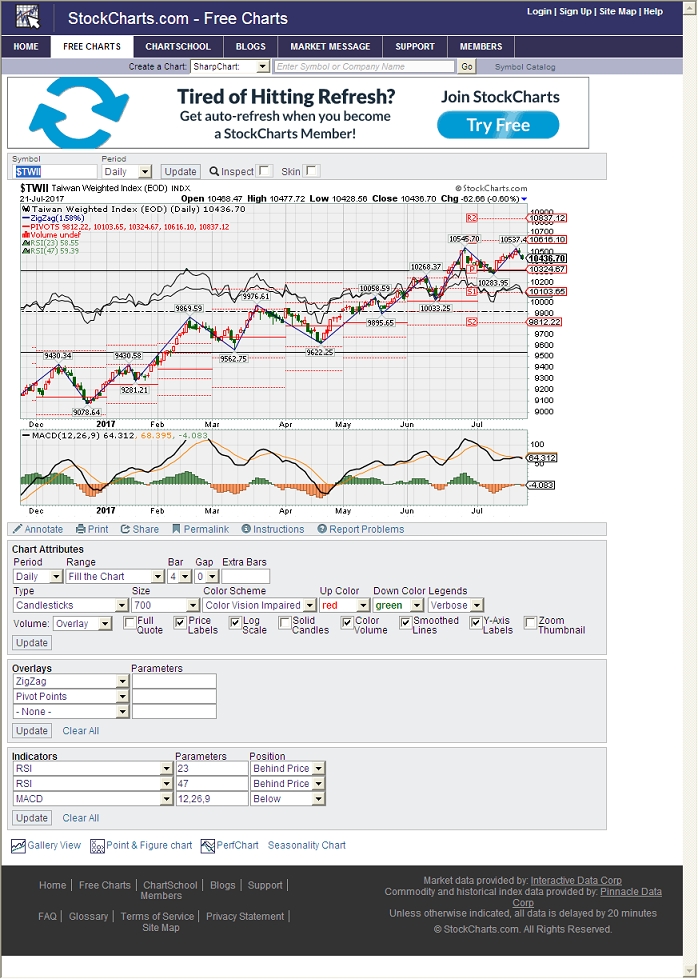 StockCharts.com - Free Charts
Login | Sign Up | Site Map | Help
HOME FREE CHARTS CHARTSCHOOL BLOGS MARKET MESSAGE SUPPORT MEMBERS
Create a Chart: SharpChart: Enter Symbol or Company Name Go Symbol Catalog
Tired of Hitting Refresh?
Get auto-refresh when you become
a StockCharts Member!
Join StockCharts
Try Free
Symbol Period
$TWII Daily Update Inspect Skin
$TWII Taiwan Weighted Index (EOD) INDX © StockCharts.com
21-Jul-2017 Open 10468.47 High 10477.72 Low 10428.56 Close 10436.70 Chg -62.66 (-0.60%)
Taiwan Weighted Index (EOD) (Daily) 10436.70
ZigZag(1.58%)
PIVOTS 9812.22, 10103.65, 10324.67, 10616.10, 10837.12
Volume undef
RSI(23) 58.55
RSI(47) 59.39
R2
P
S1
S2
9430.34
9078.64
9430.58
9281.21
9869.59
9562.75
9976.61
9622.25
10058.59
9895.65
10268.37
10033.25
10545.70
10283.95
10537.4
10900
10837.12
10700
10616.10
10436.70
10324.67
10200
10103.65
10000
9900
9812.22
9700
9600
9500
9400
9300
9200
9100
9000
Dec 2017 Feb Mar Apr May Jun Jul
MACD(12,26,9) 64.312, 68.395, -4.083
100
64.312
50
-4.083
Dec 2017 Feb Mar Apr May Jun Jul
Annotate Print Share Permalink Instructions Report Problems
Chart Attributes
Period Range Bar Gap Extra Bars
Daily Fill the Chart 4 0
Type Size Color Scheme Up Color Down Color Legends
Candlesticks 700 Color Vision Impaired red green Verbose
Volume: Overlay Full Quote Price Labels Log Scale Solid Candles Color Volume Smoothed Lines Y-Axis Labels Zoom Thumbnail
Update
Overlays Parameters
ZigZag
Pivot Points
- None -
Update Clear All
Indicators Parameters Position
RSI 23 Behind Price
RSI 47 Behind Price
MACD 12,26,9 Below
Update Clear All
Gallery View Point & Figure chart PerfChart Seasonality Chart
Home | Free Charts | ChartSchool | Blogs | Support |
Members
FAQ | Glossary | Terms of Service | Privacy Statement |
Site Map
Market data provided by: Interactive Data Corp
Commodity and historical index data provided by: Pinnacle Data
Corp
Unless otherwise indicated, all data is delayed by 20 minutes
© StockCharts.com. All Rights Reserved.